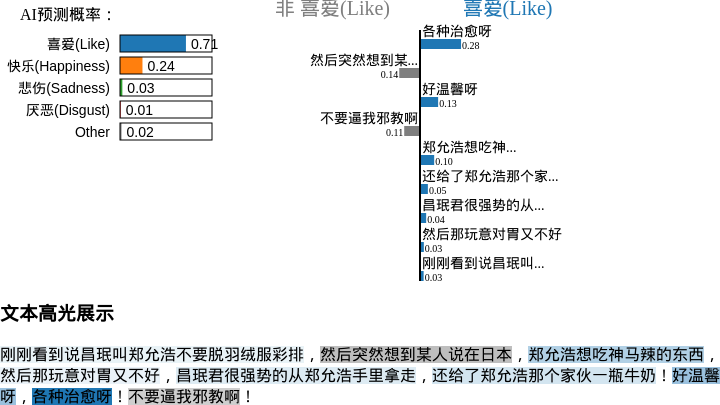 AI预测概率：
喜爱(Like) 0.71
快乐(Happiness) 0.24
悲伤(Sadness) 0.03
厌恶(Disgust) 0.01
Other 0.02
非 喜爱(Like) 喜爱(Like)
各种治愈呀
0.28
然后突然想到某...
0.14
好温馨呀
0.13
不要逼我邪教啊
0.11
郑允浩想吃神...
0.10
还给了郑允浩那个家...
0.05
昌珉君很强势的从...
0.04
然后那玩意对胃又不好
0.03
刚刚看到说昌珉叫...
0.03
文本高光展示
刚刚看到说昌珉叫郑允浩不要脱羽绒服彩排，然后突然想到某人说在日本，郑允浩想吃神马辣的东西，
然后那玩意对胃又不好，昌珉君很强势的从郑允浩手里拿走，还给了郑允浩那个家伙一瓶牛奶！好温馨
呀，各种治愈呀！不要逼我邪教啊！